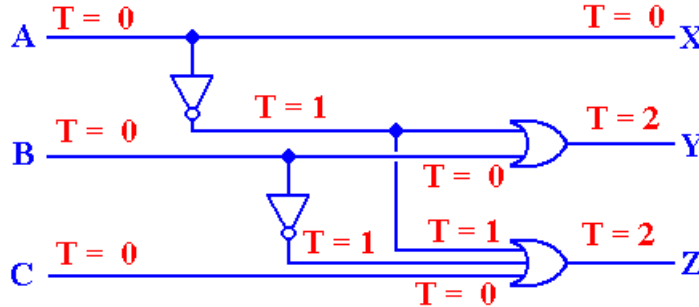 T = 0 T = 0
A X
T = 1 T = 2
T = 0
B Y
T = 0
T = 1 T = 1 T = 2
T = 0
C Z
T = 0